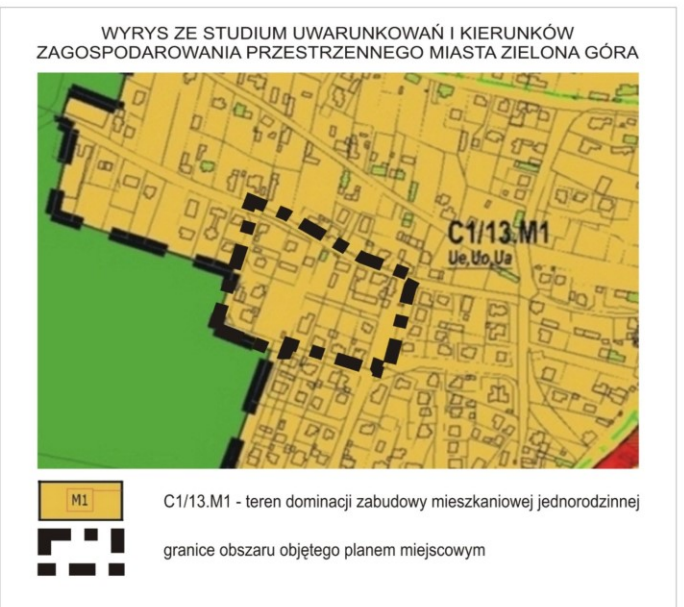 WYRYS ZE STUDIUM UWARUNKOWAŃ I KIERUNKÓW
ZAGOSPODAROWANIA PRZESTRZENNEGO MIASTA ZIELONA GÓRA
C1/13.M1
Ue,Uo,Ua
M1
C1/13.M1 - teren dominacji zabudowy mieszkaniowej jednorodzinnej
granice obszaru objętego planem miejscowym